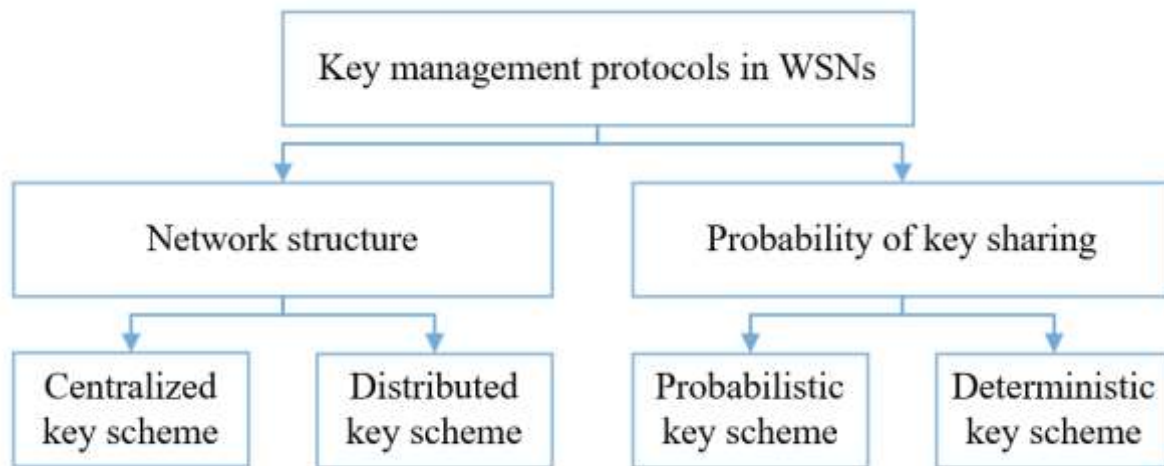 Key management protocols in WSNs
Network structure
Probability of key sharing
Centralized
key scheme
Distributed
key scheme
Probabilistic
key scheme
Deterministic
key scheme